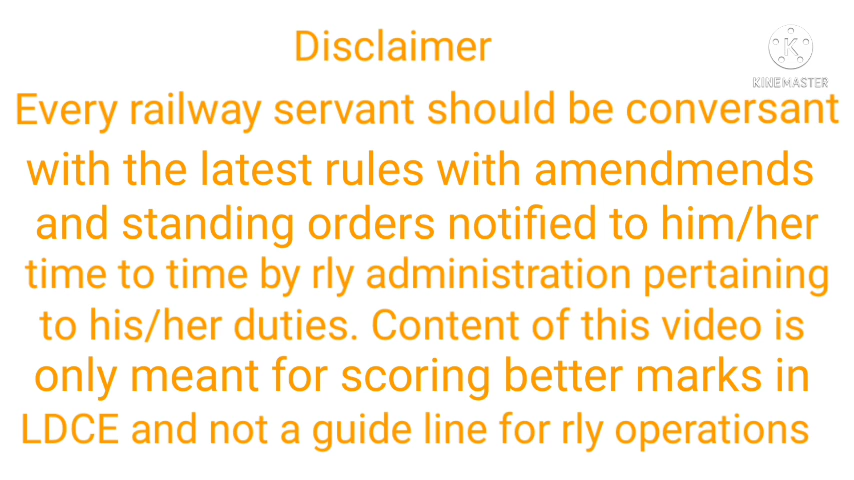 Disclaimer
KINEMASTER
Every railway servant should be conversant
with the latest rules with amendmends
and standing orders notified to him/her
time to time by rly administration pertaining
to his/her duties. Content of this video is
only meant for scoring better marks in
LDCE and not a guide line for rly operations